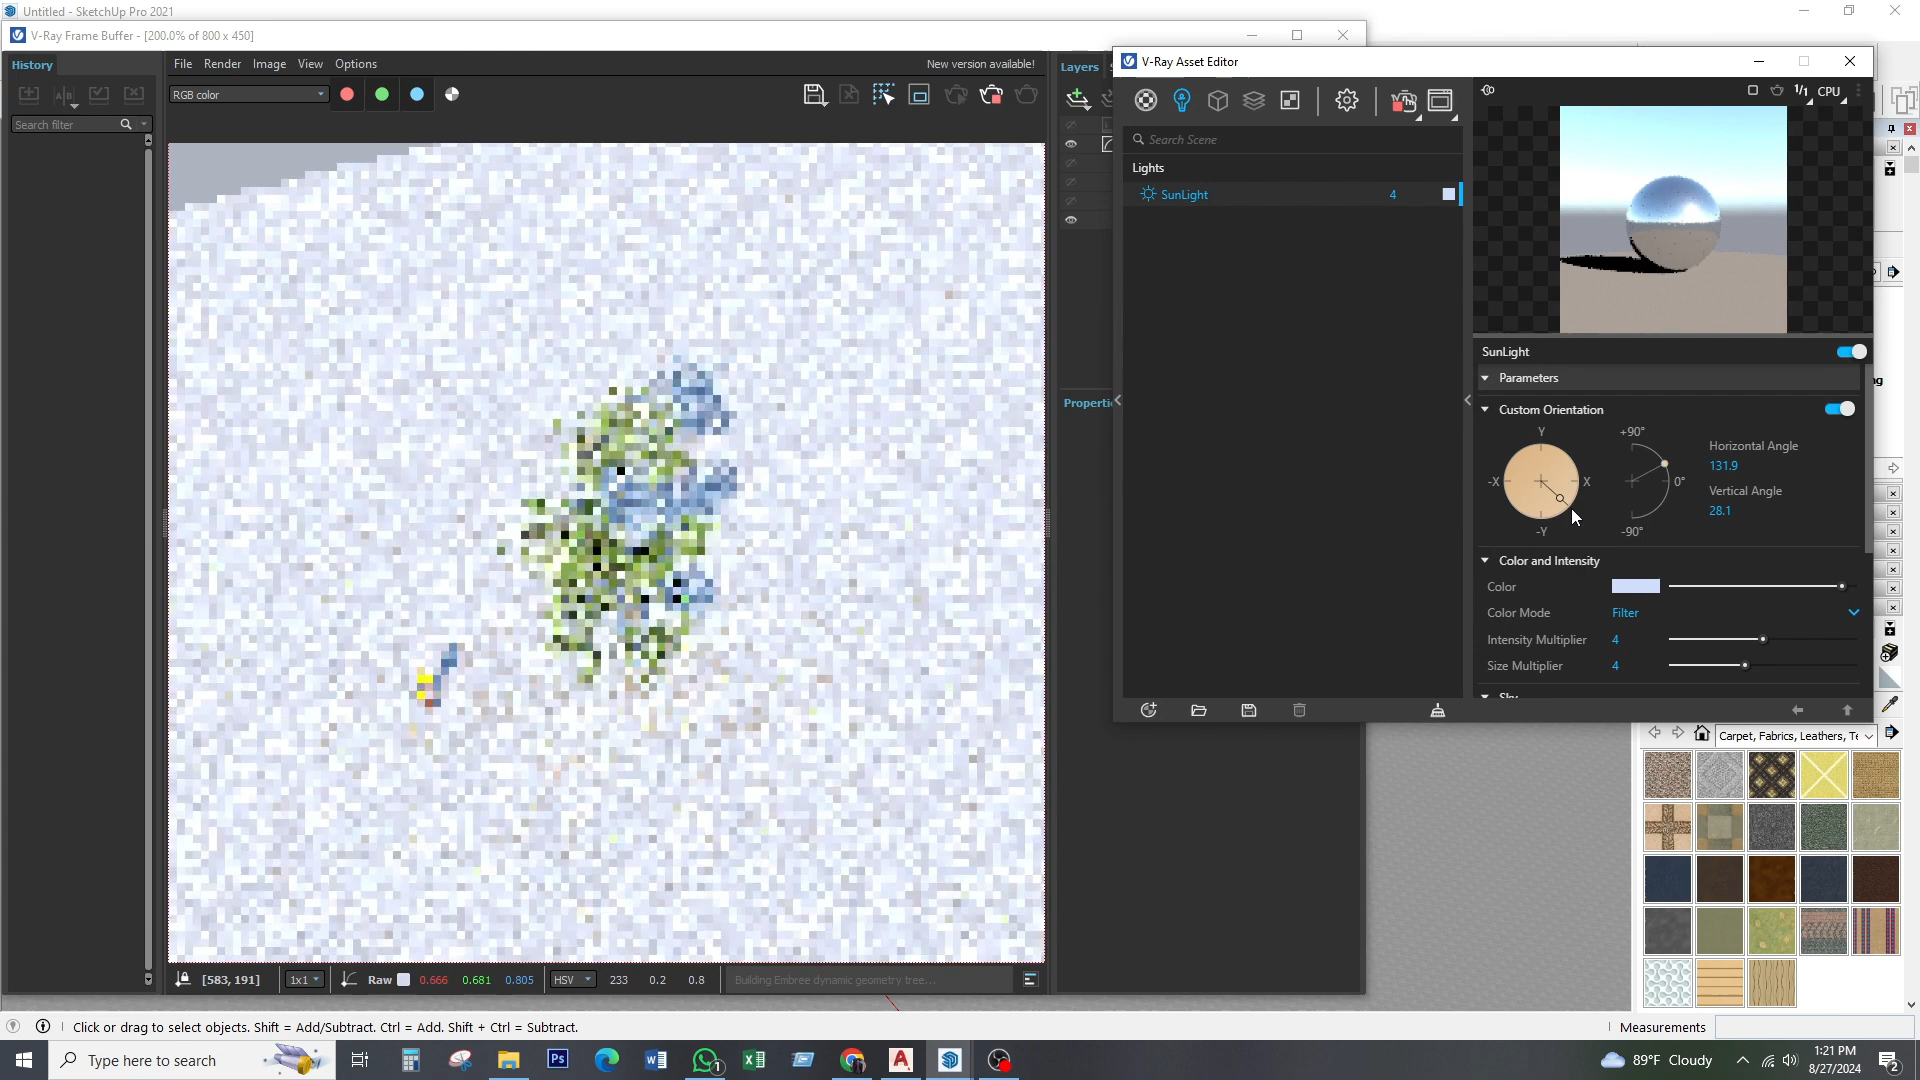 Untitled - SketchUp Pro 2021
V-Ray Frame Buffer - [200.0% of 800 x 450]
V-Ray Asset Editor
History
File Render Image View Options
New version available!
Layers
RGB color
CPU
Search filter
Search Scene
Lights
SunLight 4
SunLight
Parameters
Custom Orientation
Y
-X
X
-Y
+90°
0°
-90°
Horizontal Angle
131.9
Vertical Angle
28.1
Color and Intensity
Color
Color Mode Filter
Intensity Multiplier 4
Size Multiplier 4
Carpet, Fabrics, Leathers, Te
[583, 191] 1x1 Raw 0.666 0.681 0.805 HSV 233 0.2 0.8 Building Embree dynamic geometry tree...
Click or drag to select objects. Shift = Add/Subtract. Ctrl = Add. Shift + Ctrl = Subtract.
Measurements
Type here to search
89°F Cloudy
1:21 PM
8/27/2024